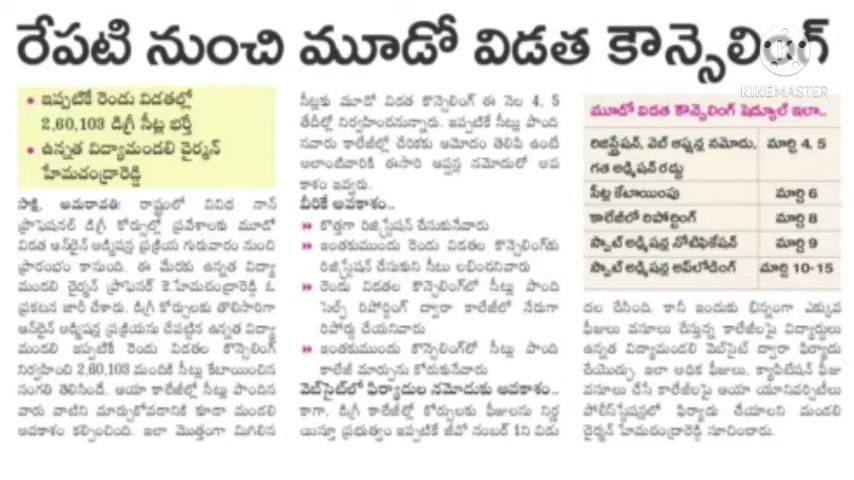 రేపటి నుంచి మూడో విడత కౌన్సెలింగ్
KINEMASTER
• ఇప్పటికే రెండు విడతల్లో
2,60,103 డిగ్రీ సీట్ల భర్తీ
• ఉన్నత విద్యామండలి చైర్మన్
హేమచంద్రారెడ్డి
సాక్షి, అమరావతి: రాష్ట్రంలో వివిధ నాన్
ప్రొఫెషనల్ డిగ్రీ కోర్సుల్లో ప్రవేశాలకు మూడో
విడత ఆన్‌లైన్ అడ్మిషన్ల ప్రక్రియ గురువారం నుంచి
ప్రారంభం కానుంది. ఈ మేరకు ఉన్నత విద్యా
మండలి చైర్మన్ ప్రొఫెసర్ కె.హేమచంద్రారెడ్డి ఓ
ప్రకటన జారీ చేశారు. డిగ్రీ కోర్సులకు తొలిసారిగా
ఆన్‌లైన్ అడ్మిషన్ల ప్రక్రియను చేపట్టిన ఉన్నత విద్యా
మండలి ఇప్పటికే రెండు విడతల కౌన్సెలింగ్
నిర్వహించి 2,60,103 మందికి సీట్లు కేటాయించిన
సంగతి తెలిసిందే. ఆయా కాలేజీల్లో సీట్లు పొందిన
వారు వాటిని మార్చుకోవడానికి కూడా మండలి
అవకాశం కల్పించింది. ఇలా మొత్తంగా మిగిలిన
సీట్లకు మూడో విడత కౌన్సెలింగ్ ఈ నెల 4, 5
తేదీల్లో నిర్వహించనున్నారు. ఇప్పటికే సీట్లు పొంది
నవారు కాలేజీల్లో చేరికకు ఆమోదం తెలిపి ఉంటే
అలాంటివారికి ఈసారి ఆప్షన్ల నమోదులో అవ
కాశం ఇవ్వరు.
వీరికే అవకాశం..
» కొత్తగా రిజిస్ట్రేషన్ చేసుకునేవారు
» ఇంతకుముందు రెండు విడతల కౌన్సెలింగ్‌కు
రిజిస్ట్రేషన్ చేసుకుని సీటు లభించనివారు
» రెండు విడతల కౌన్సెలింగ్‌లో సీట్లు పొంది
సెల్ఫ్ రిపోర్టింగ్ ద్వారా కాలేజీలో నేరుగా
రిపోర్టు చేయనివారు
» ఇంతకుముందు కౌన్సెలింగ్‌లో సీట్లు పొంది
కాలేజీ మార్పును కోరుకునేవారు
వెబ్‌సైట్‌లో ఫిర్యాదుల నమోదుకు అవకాశం..
కాగా, డిగ్రీ కాలేజీల్లో కోర్సులకు ఫీజులను నిర్ణ
యిస్తూ ప్రభుత్వం ఇప్పటికే జీవో నంబర్ 1ని విడు
మూడో విడత కౌన్సెలింగ్ షెడ్యూల్ ఇలా..
రిజిస్ట్రేషన్, వెబ్ ఆప్షన్ల నమోదు, మార్చి 4, 5
గత అడ్మిషన్ రద్దు
సీట్ల కేటాయింపు మార్చి 6
కాలేజీలో రిపోర్టింగ్ మార్చి 8
స్పాట్ అడ్మిషన్ల నోటిఫికేషన్ మార్చి 9
స్పాట్ అడ్మిషన్ల అప్‌లోడింగ్ మార్చి 10-15
దల చేసింది. కానీ ఇందుకు భిన్నంగా ఎక్కువ
ఫీజులు వసూలు చేస్తున్న కాలేజీలపై విద్యార్థులు
ఉన్నత విద్యామండలి వెబ్‌సైట్ ద్వారా ఫిర్యాదు
చేయొచ్చు. ఇలా అధిక ఫీజులు, క్యాపిటేషన్ ఫీజు
వసూలు చేసే కాలేజీలపై ఆయా యూనివర్సిటీలు
పోలీస్‌స్టేషన్లలో ఫిర్యాదు చేయాలని మండలి
చైర్మన్ హేమచంద్రారెడ్డి సూచించారు.